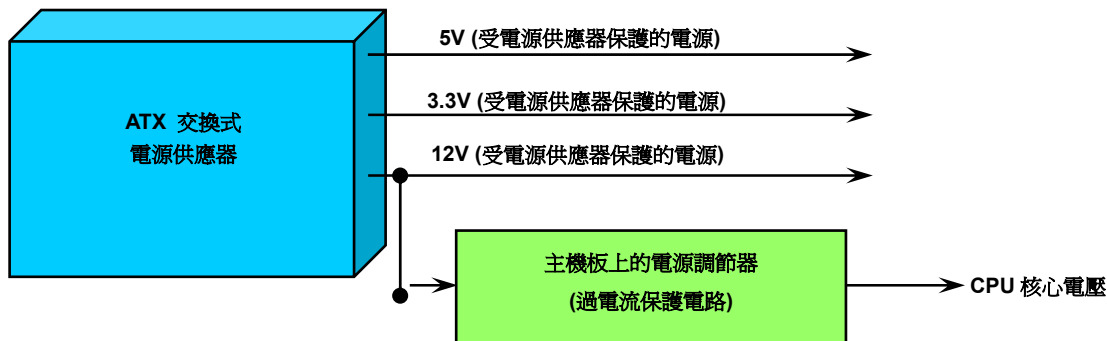 5V (受電源供應器保護的電源)
3.3V (受電源供應器保護的電源)
ATX 交換式
電源供應器
12V (受電源供應器保護的電源)
主機板上的電源調節器
(過電流保護電路)
CPU 核心電壓